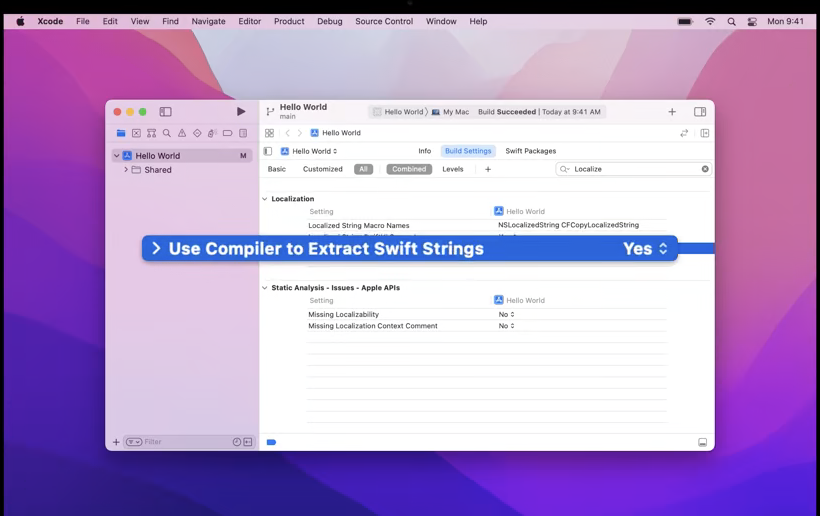 Xcode File Edit View Find Navigate Editor Product Debug Source Control Window Help Mon 9:41
Hello World
main
Hello World 〉 My Mac Build Succeeded | Today at 9:41 AM
Hello World
Hello World M
Shared
Hello World Info Build Settings Swift Packages
Basic Customized All Combined Levels + Localize
Localization
Setting Hello World
Localized String Macro Names NSLocalizedString CFCopyLocalizedString
Use Compiler to Extract Swift Strings Yes
Static Analysis - Issues - Apple APIs
Setting Hello World
Missing Localizability No
Missing Localization Context Comment No
Filter